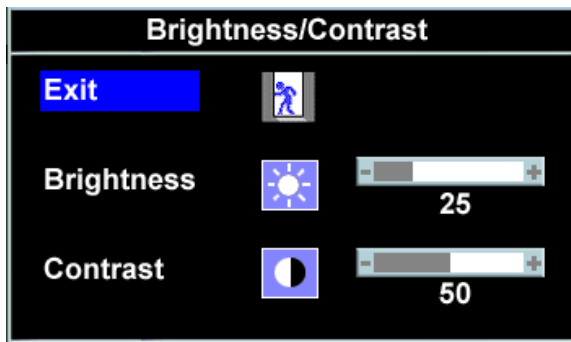 Brightness/Contrast
Exit
Brightness
- +
25
Contrast
- +
50